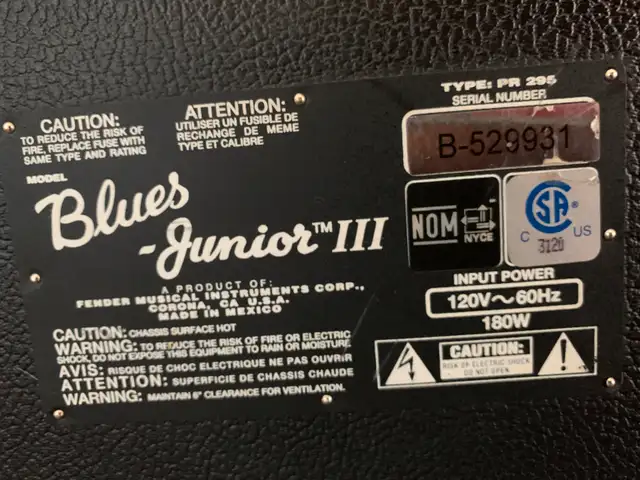 CAUTION:
TO REDUCE THE RISK OF
FIRE, REPLACE FUSE WITH
SAME TYPE AND RATING
ATTENTION:
UTILISER UN FUSIBLE DE
RECHANGE DE MEME
TYPE ET CALIBRE
TYPE: PR 295
SERIAL NUMBER
B-529931
MODEL
Blues
-Junior™ III
NOM
NYCE
CSA®
C US
3120
A PRODUCT OF:
FENDER MUSICAL INSTRUMENTS CORP.,
CORONA, CA U.S.A.
MADE IN MEXICO
INPUT POWER
120V~60Hz
180W
CAUTION: CHASSIS SURFACE HOT
WARNING: TO REDUCE THE RISK OF FIRE OR ELECTRIC
SHOCK, DO NOT EXPOSE THIS EQUIPMENT TO RAIN OR MOISTURE
AVIS: RISQUE DE CHOC ELECTRIQUE NE PAS OUVRIR
ATTENTION: SUPERFICIE DE CHASSIS CHAUDE
WARNING: MAINTAIN 6" CLEARANCE FOR VENTILATION.
CAUTION:
RISK OF ELECTRIC SHOCK
DO NOT OPEN